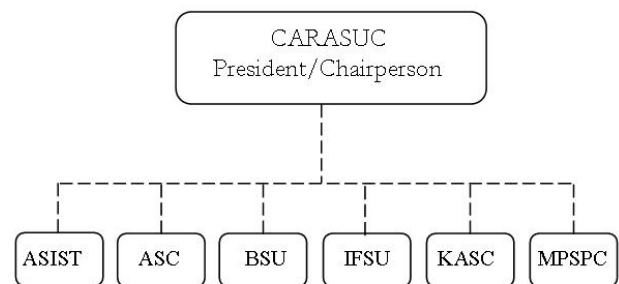 CARASUC
President/Chairperson
ASIST ASC BSU IFSU KASC MPSPC